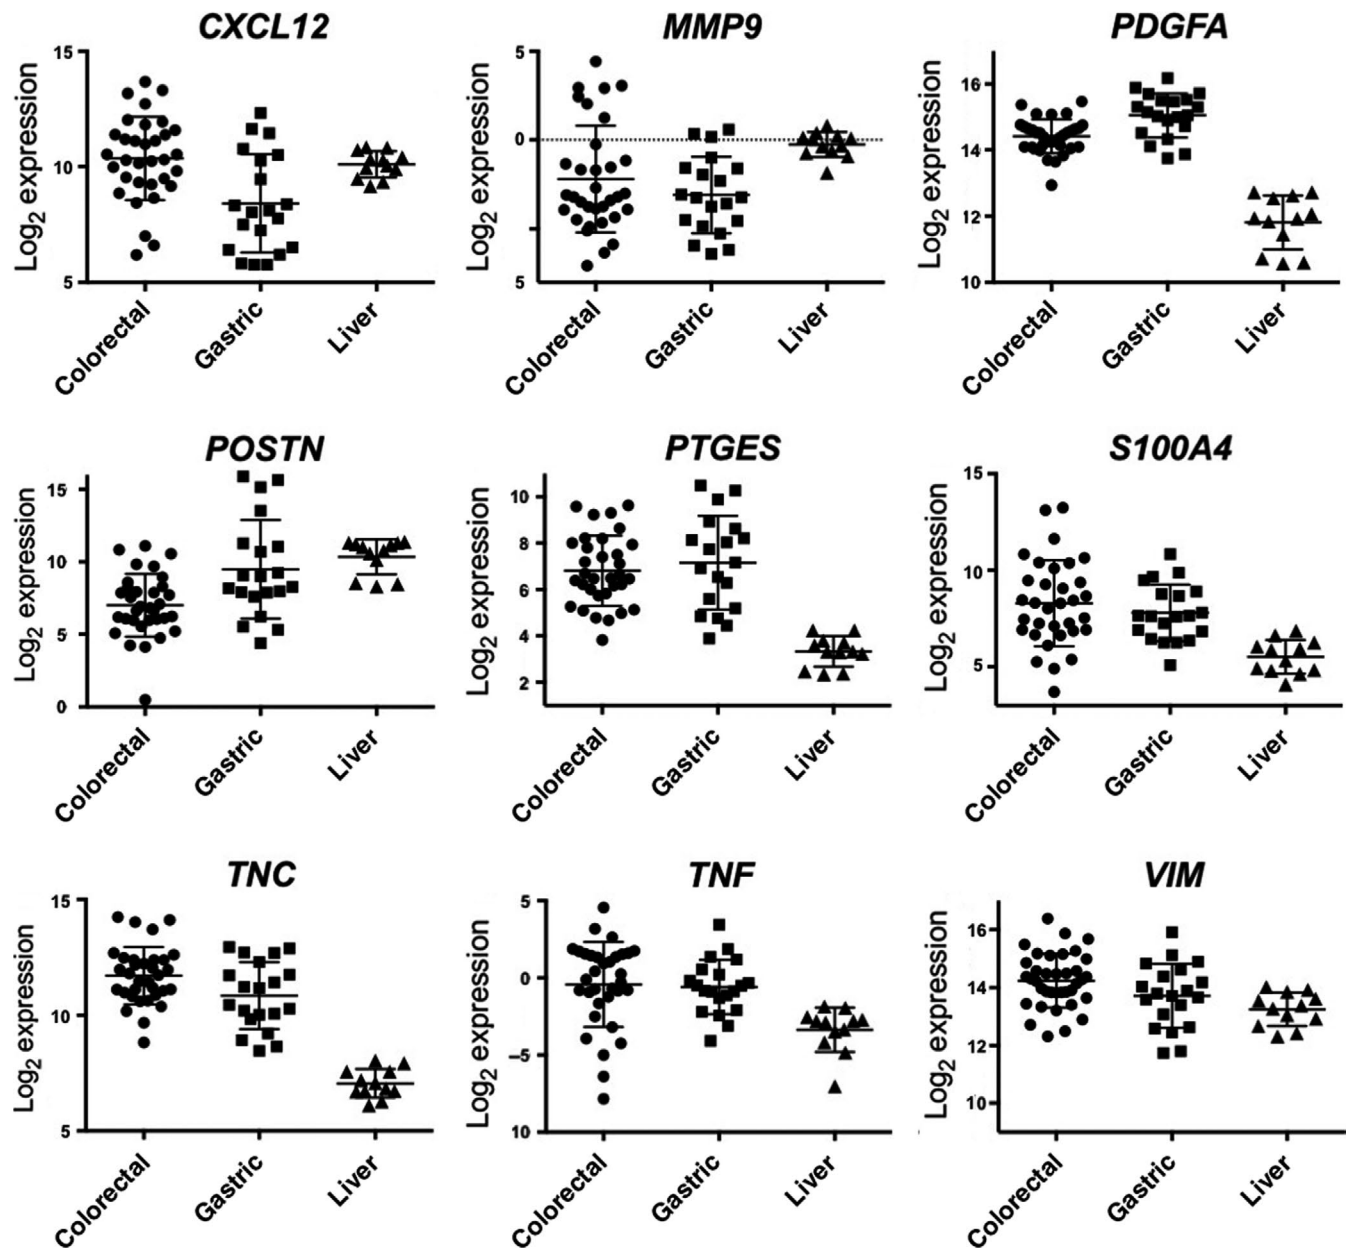 CXCL12
MMP9
PDGFA
Log2 expression
15
10
5
Colorectal
Gastric
Liver
Log2 expression
5
0
5
Colorectal
Gastric
Liver
Log2 expression
16
14
12
10
Colorectal
Gastric
Liver
POSTN
PTGES
S100A4
Log2 expression
15
10
5
0
Colorectal
Gastric
Liver
Log2 expression
10
8
6
4
2
Colorectal
Gastric
Liver
Log2 expression
15
10
5
Colorectal
Gastric
Liver
TNC
TNF
VIM
Log2 expression
15
10
5
Colorectal
Gastric
Liver
Log2 expression
5
0
–5
10
Colorectal
Gastric
Liver
Log2 expression
16
14
12
10
Colorectal
Gastric
Liver